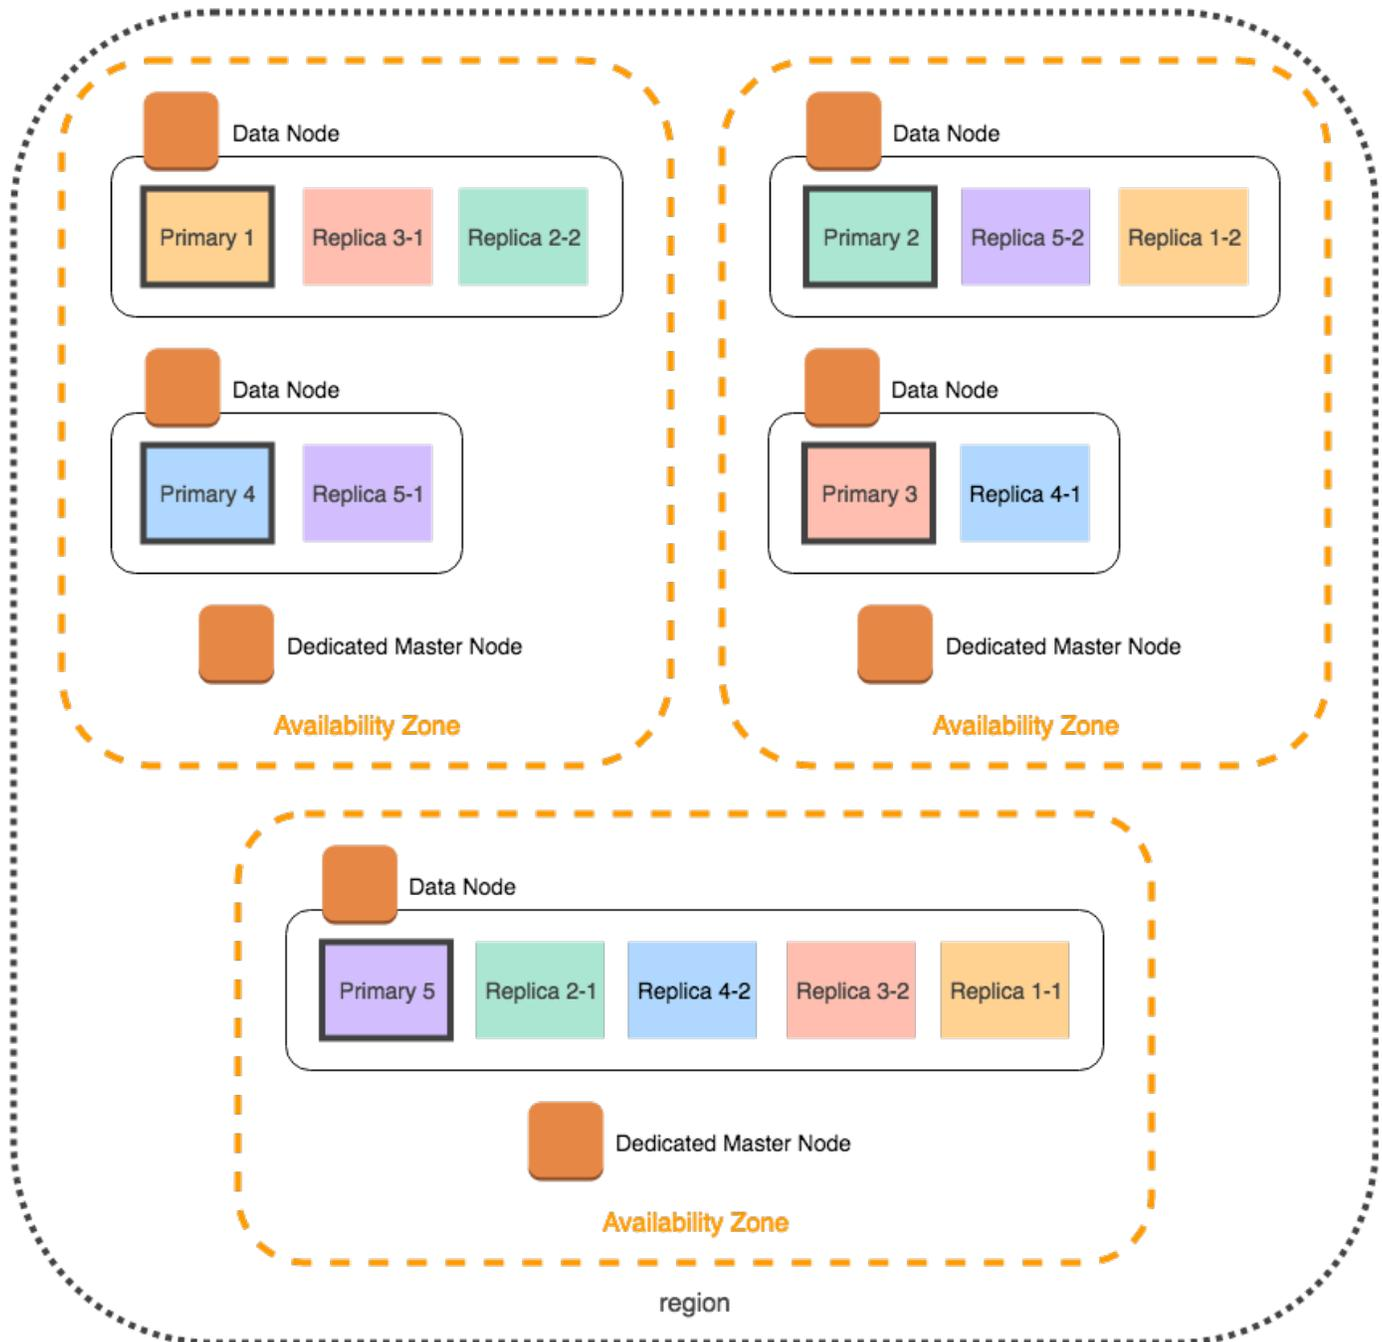 Data Node
Primary 1 Replica 3-1 Replica 2-2
Data Node
Primary 4 Replica 5-1
Dedicated Master Node
Availability Zone
Data Node
Primary 2 Replica 5-2 Replica 1-2
Data Node
Primary 3 Replica 4-1
Dedicated Master Node
Availability Zone
Data Node
Primary 5 Replica 2-1 Replica 4-2 Replica 3-2 Replica 1-1
Dedicated Master Node
Availability Zone
region